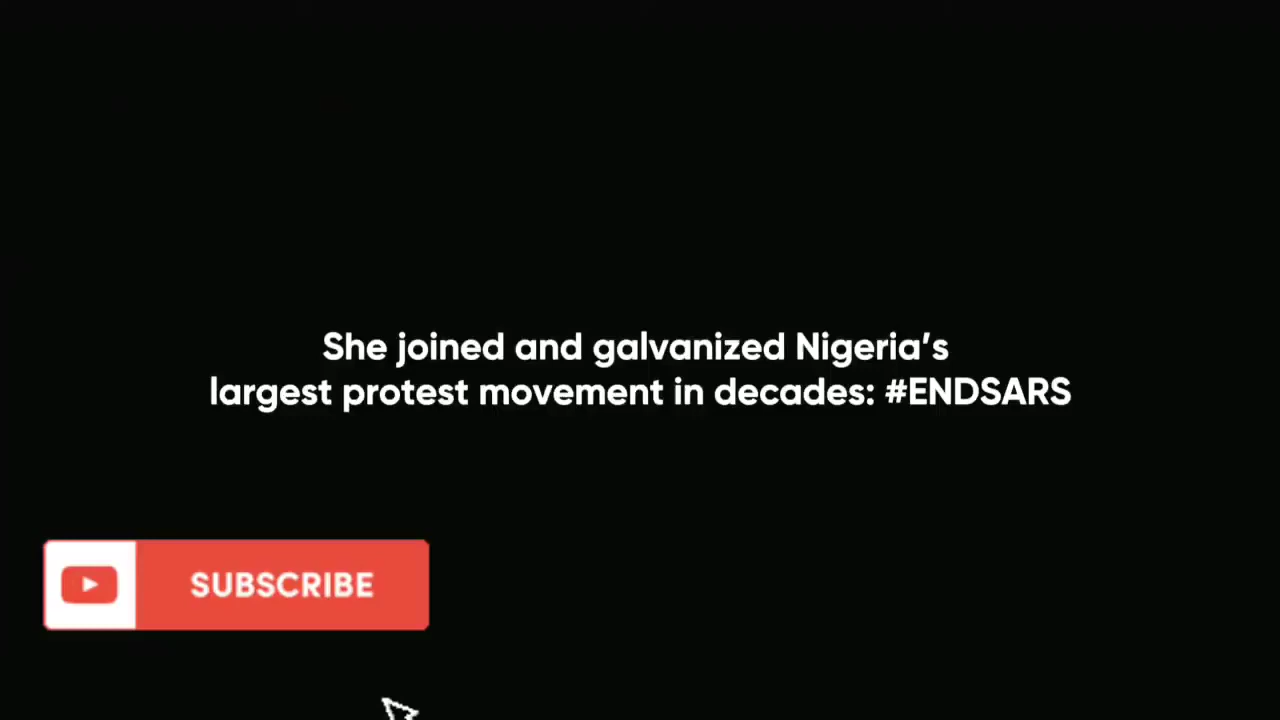 She joined and galvanized Nigeria’s
largest protest movement in decades: #ENDSARS
SUBSCRIBE